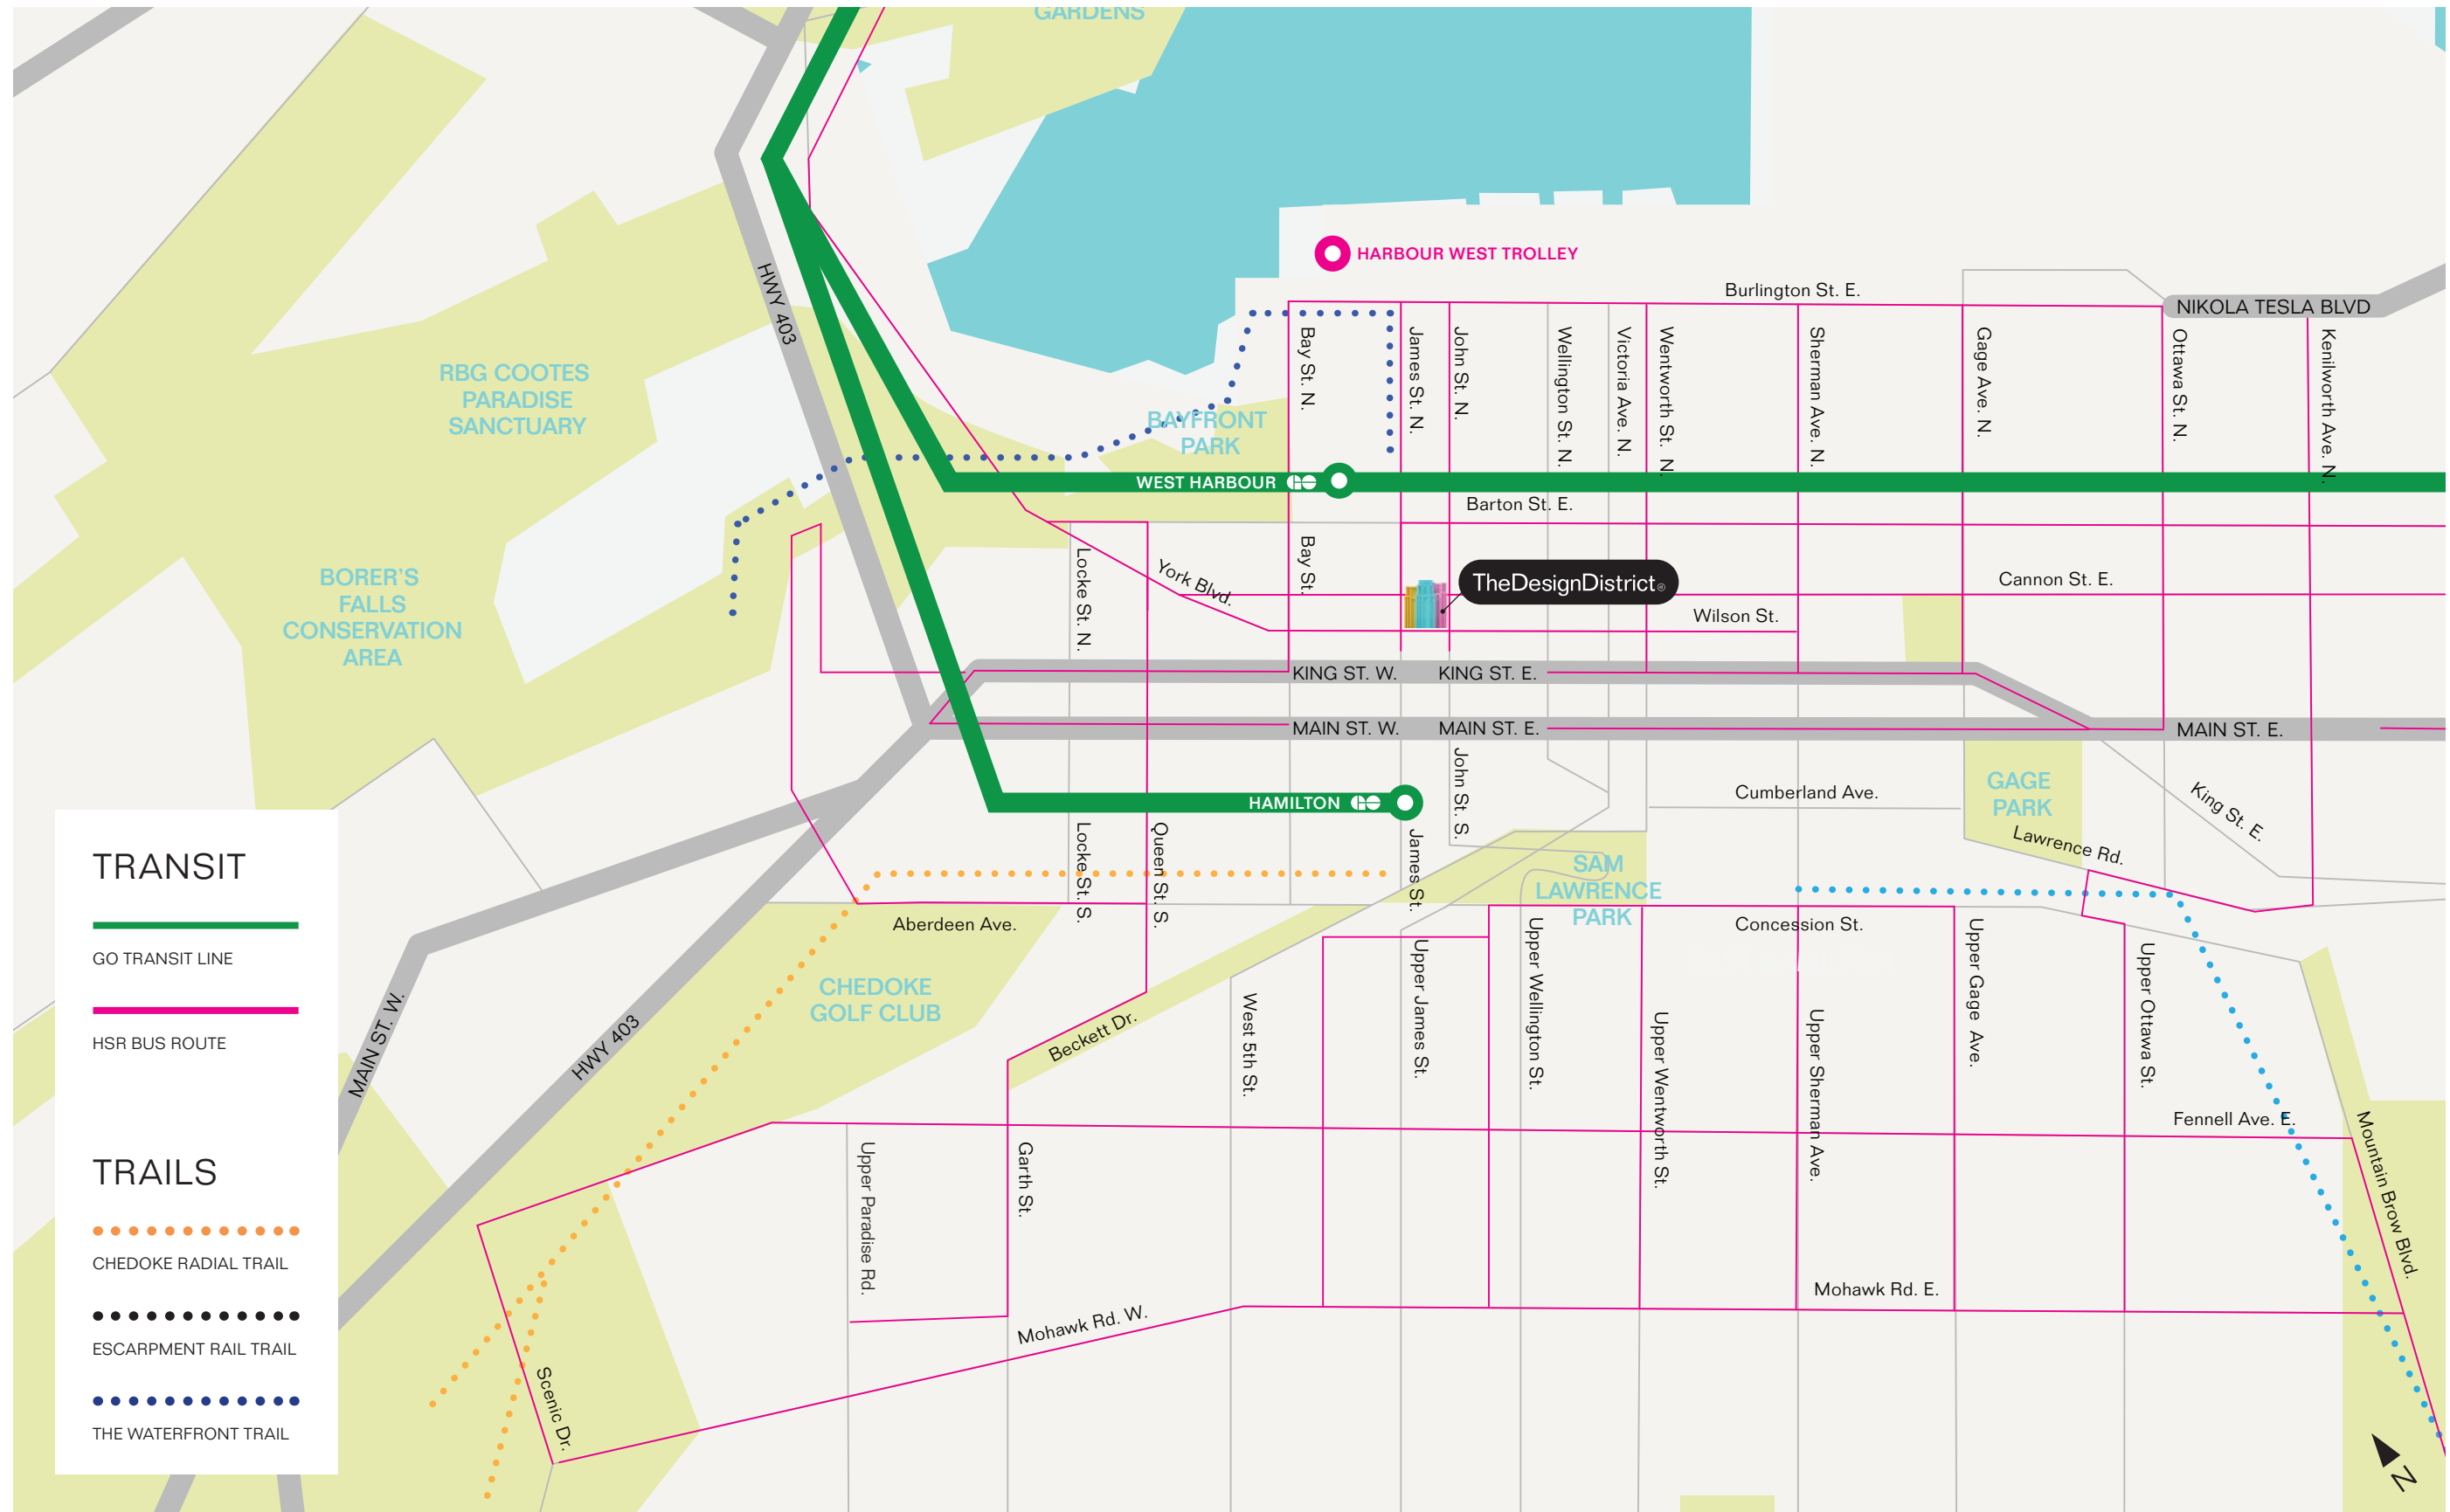 GARDENS
HARBOUR WEST TROLLEY
Burlington St. E.
NIKOLA TESLA BLVD
HWY 403
Bay St. N.
James St. N.
John St. N.
Wellington St. N.
Victoria Ave. N.
Wentworth St. N.
Sherman Ave. N.
Gage Ave. N.
Ottawa St. N.
Kenilworth Ave. N.
RBG COOTES
PARADISE
SANCTUARY
BAYFRONT
PARK
WEST HARBOUR GO
Barton St. E.
BORER'S
FALLS
CONSERVATION
AREA
Locke St. N.
York Blvd.
Bay St.
TheDesignDistrict®
Cannon St. E.
Wilson St.
KING ST. W.
KING ST. E.
MAIN ST. W.
MAIN ST. E.
MAIN ST. E.
John St. S.
HAMILTON GO
Cumberland Ave.
GAGE
PARK
King St. E.
Lawrence Rd.
Locke St. S.
Queen St. S.
James St.
SAM
LAWRENCE
PARK
Aberdeen Ave.
Concession St.
CHEDOKE
GOLF CLUB
Beckett Dr.
West 5th St.
Upper James St.
Upper Wellington St.
Upper Wentworth St.
Upper Sherman Ave.
Upper Gage Ave.
Upper Ottawa St.
MAIN ST. W.
HWY 403
Fennell Ave. E.
Mountain Brow Blvd.
Upper Paradise Rd.
Garth St.
Mohawk Rd. W.
Mohawk Rd. E.
Scenic Dr.
N
TRANSIT
GO TRANSIT LINE
HSR BUS ROUTE
TRAILS
CHEDOKE RADIAL TRAIL
ESCARPMENT RAIL TRAIL
THE WATERFRONT TRAIL